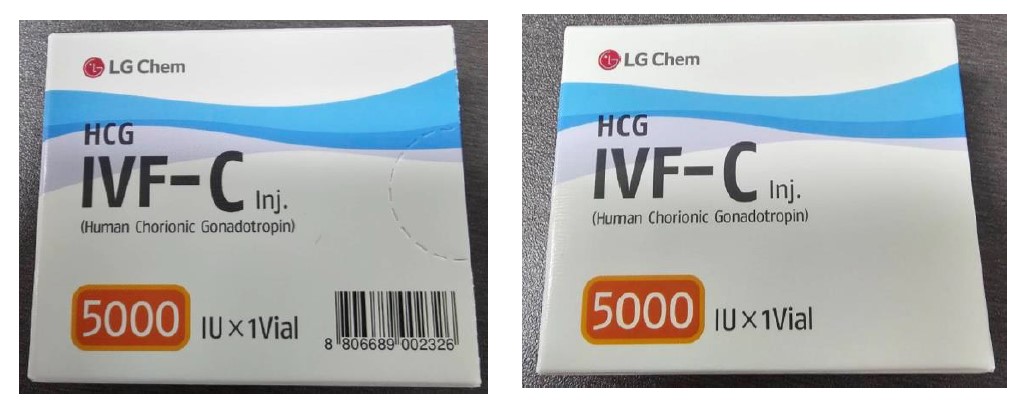 LG Chem
HCG
IVF-C Inj.
(Human Chorionic Gonadotropin)
5000 IU×1Vial
8 806689 002326
LG Chem
HCG
IVF-C Inj.
(Human Chorionic Gonadotropin)
5000 IU×1Vial